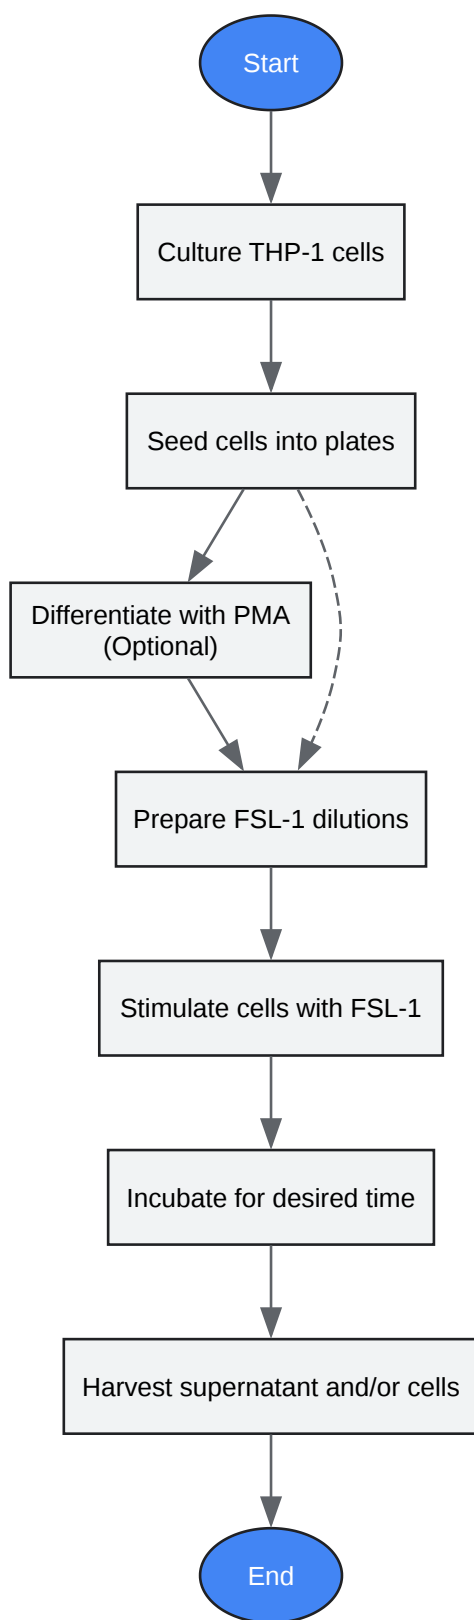 Start
Culture THP-1 cells
Seed cells into plates
Differentiate with PMA
(Optional)
Prepare FSL-1 dilutions
Stimulate cells with FSL-1
Incubate for desired time
Harvest supernatant and/or cells
End